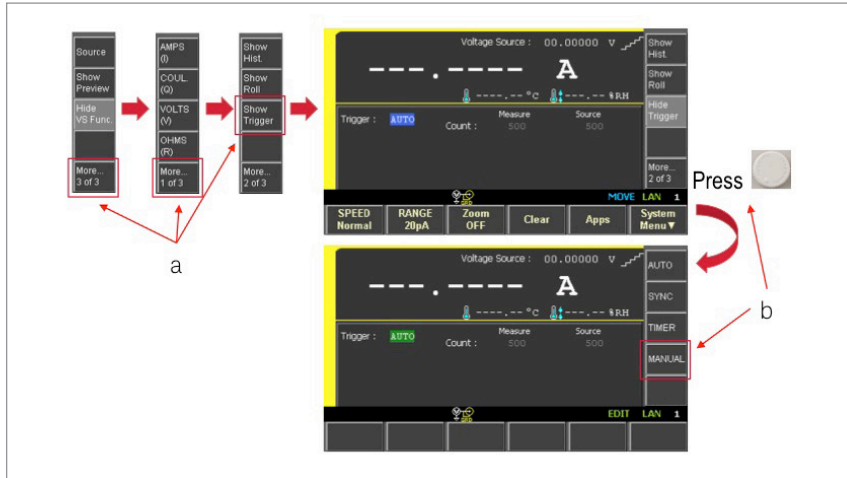 Source
Show
Preview
Hide
VS Func.
More...
3 of 3
AMPS
(I)
COUL.
(Q)
VOLTS
(V)
OHMS
(R)
More...
1 of 3
Show
Hist.
Show
Roll
Show
Trigger
More...
2 of 3
a
Voltage Source : 00.00000 V
---.---- A
----.-- °C ---.-- %RH
Trigger : AUTO
Measure Source
Count : 500 500
Show
Hist.
Show
Roll
Hide
Trigger
More...
2 of 3
GRD
MOVE LAN 1
SPEED
Normal
RANGE
20pA
Zoom
OFF
Clear
Apps
System
Menu▼
Press
b
Voltage Source : 00.00000 V
---.---- A
----.-- °C ---.-- %RH
Trigger : AUTO
Measure Source
Count : 500 500
AUTO
SYNC
TIMER
MANUAL
GRD
EDIT LAN 1